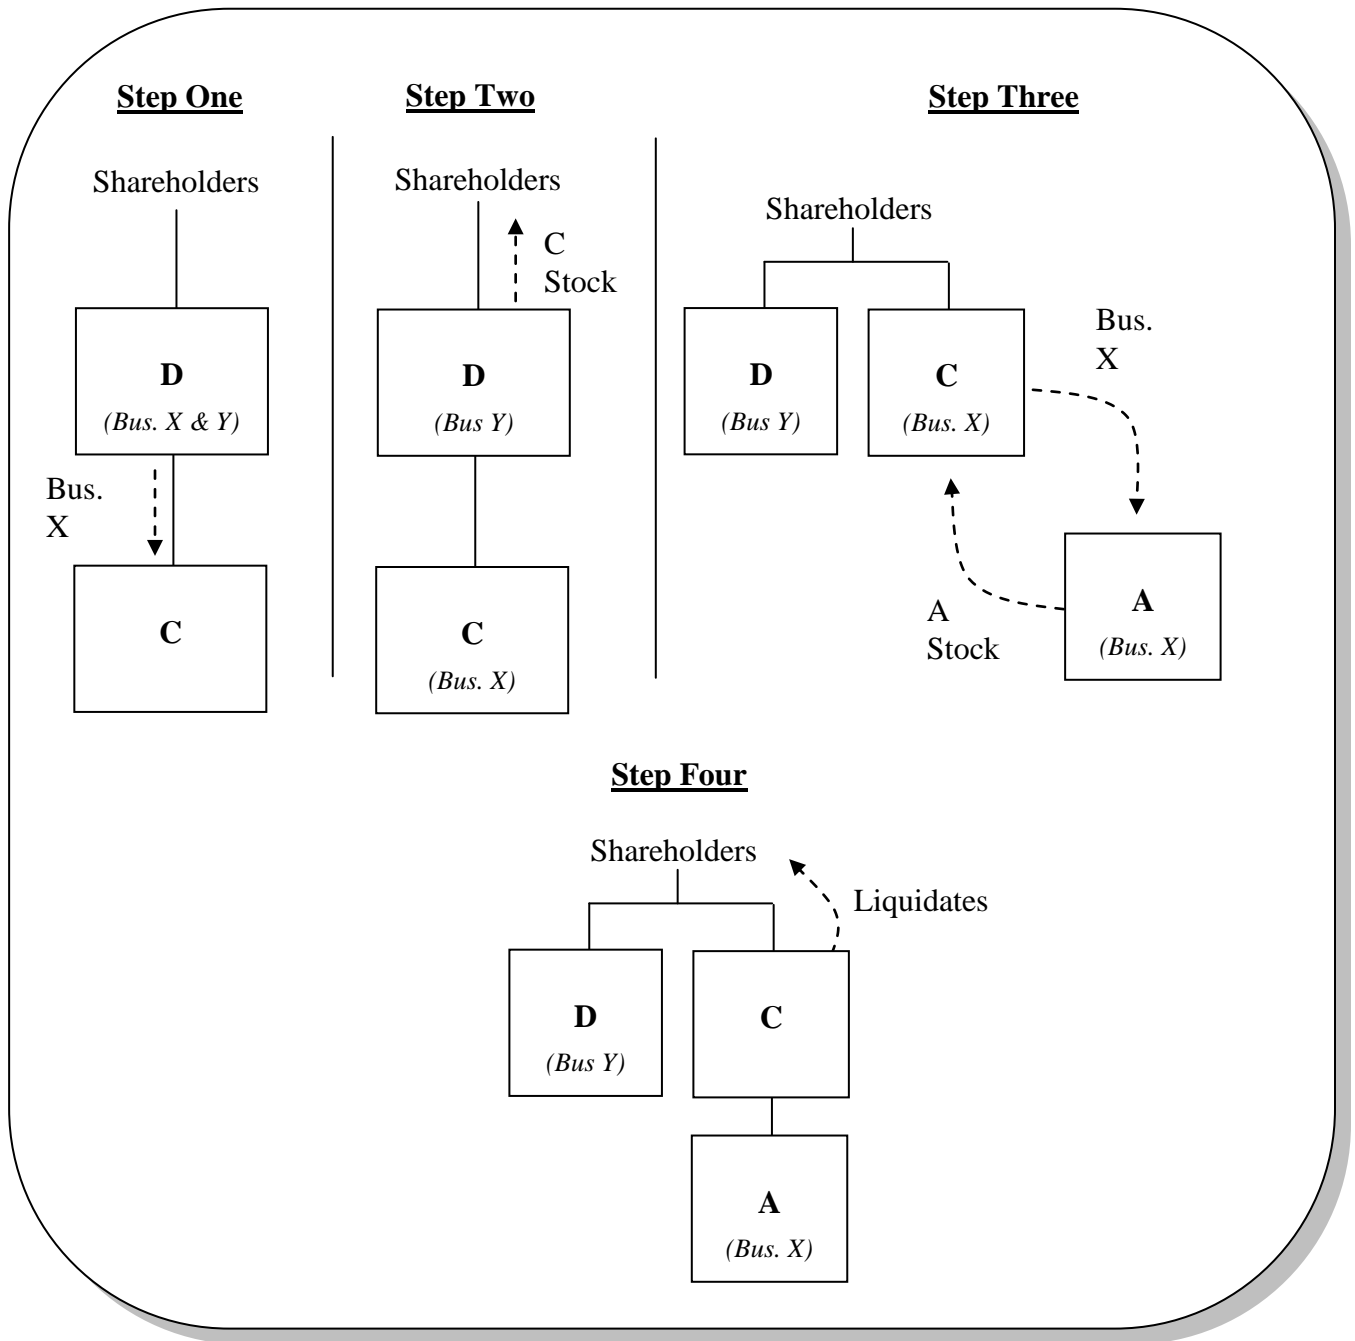 Step One
Shareholders
D
(Bus. X & Y)
Bus.
X
C
Step Two
Shareholders
C
Stock
D
(Bus Y)
C
(Bus. X)
Step Three
Shareholders
D
(Bus Y)
C
(Bus. X)
Bus.
X
A
Stock
A
(Bus. X)
Step Four
Shareholders
Liquidates
D
(Bus Y)
C
A
(Bus. X)